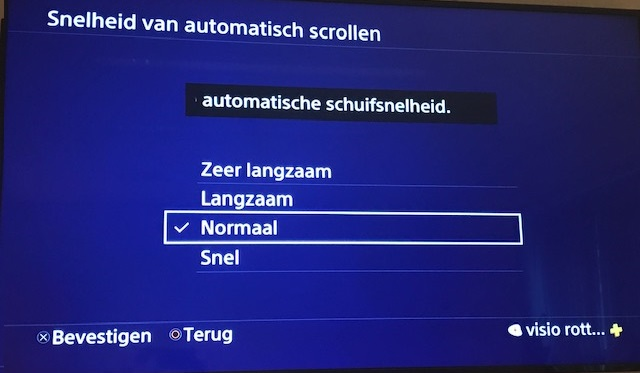 Snelheid van automatisch scrollen
automatische schuifsnelheid.
Zeer langzaam
Langzaam
Normaal
Snel
Bevestigen
Terug
visio rott...